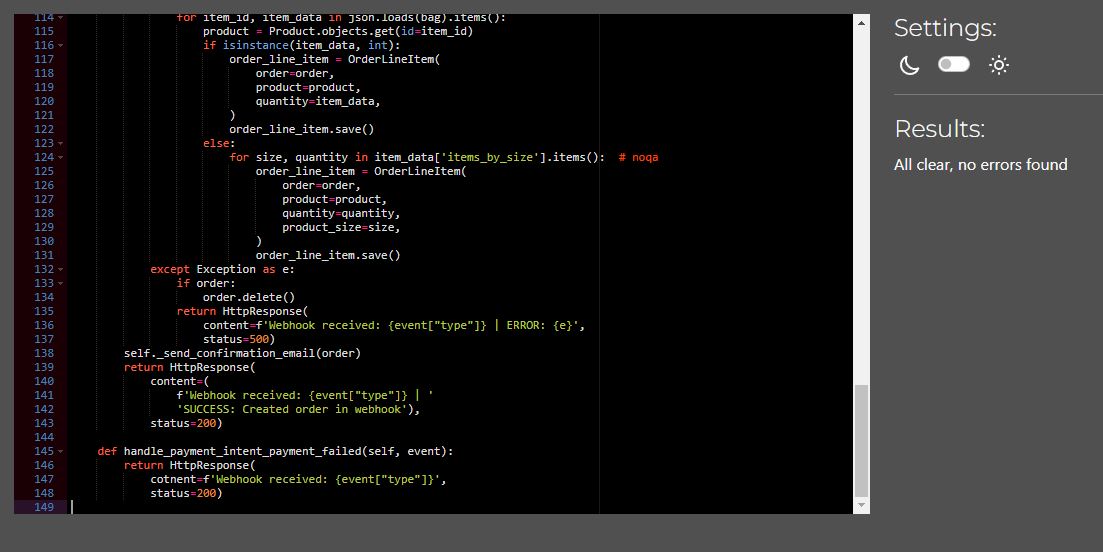 114 for item_id, item_data in json.loads(bag).items():
115 product = Product.objects.get(id=item_id)
116 if isinstance(item_data, int):
117 order_line_item = OrderLineItem(
118 order=order,
119 product=product,
120 quantity=item_data,
121 )
122 order_line_item.save()
123 else:
124 for size, quantity in item_data['items_by_size'].items():  # noqa
125 order_line_item = OrderLineItem(
126 order=order,
127 product=product,
128 quantity=quantity,
129 product_size=size,
130 )
131 order_line_item.save()
132 except Exception as e:
133 if order:
134 order.delete()
135 return HttpResponse(
136 content=f'Webhook received: {event["type"]} | ERROR: {e}',
137 status=500)
138 self._send_confirmation_email(order)
139 return HttpResponse(
140 content=(
141 f'Webhook received: {event["type"]} | '
142 'SUCCESS: Created order in webhook'),
143 status=200)
144
145 def handle_payment_intent_payment_failed(self, event):
146 return HttpResponse(
147 cotnent=f'Webhook received: {event["type"]}',
148 status=200)
149
Settings:
Results:
All clear, no errors found